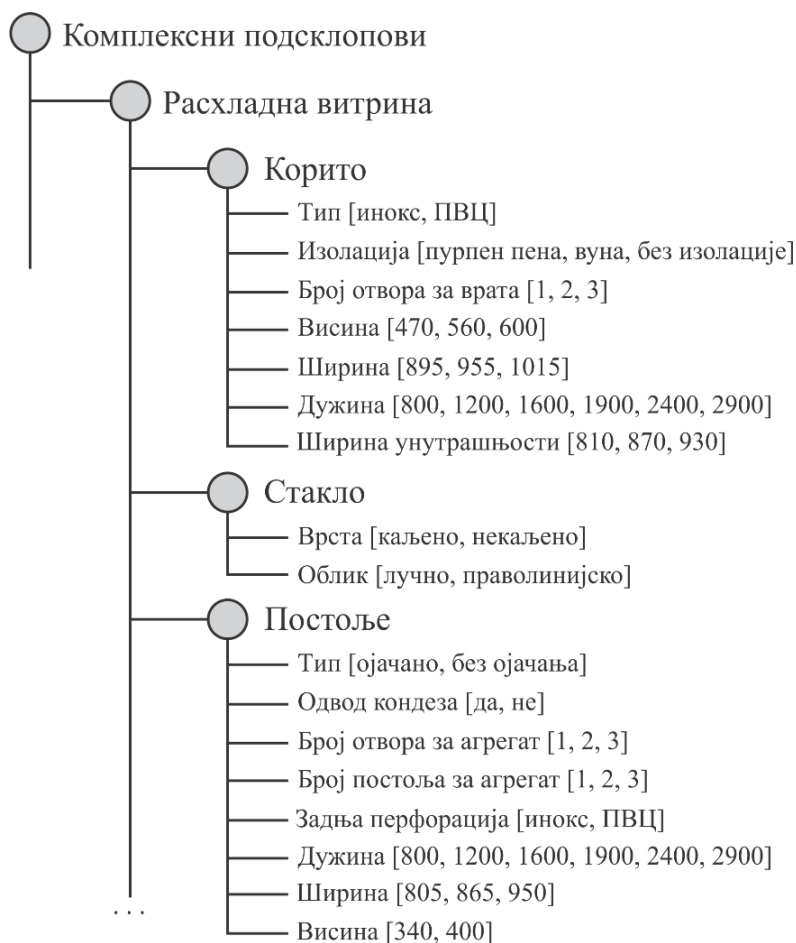 Комплексни подсклопови
Расхладна витрина
Корито
Тип [инокс, ПВЦ]
Изолација [пурпен пена, вуна, без изолације]
Број отвора за врата [1, 2, 3]
Висина [470, 560, 600]
Ширина [895, 955, 1015]
Дужина [800, 1200, 1600, 1900, 2400, 2900]
Ширина унутрашњости [810, 870, 930]
Стакло
Врста [каљено, некаљено]
Облик [лучно, праволинијско]
Постоље
Тип [ојачано, без ојачања]
Одвод кондеза [да, не]
Број отвора за агрегат [1, 2, 3]
Број постоља за агрегат [1, 2, 3]
Задња перфорација [инокс, ПВЦ]
Дужина [800, 1200, 1600, 1900, 2400, 2900]
Ширина [805, 865, 950]
Висина [340, 400]
. . .